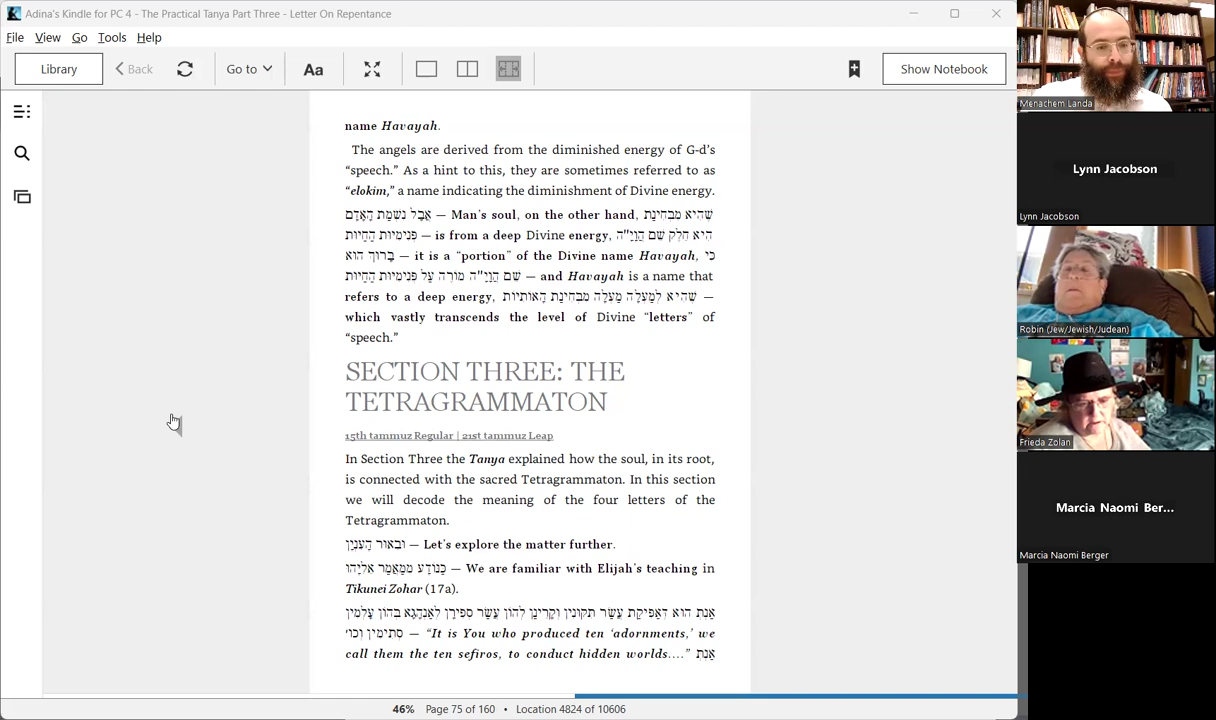 Adina's Kindle for PC 4 - The Practical Tanya Part Three - Letter On Repentance
File View Go Tools Help
Library Back Go to Aa Show Notebook
name Havayah.
The angels are derived from the diminished energy of G-d's
“speech.” As a hint to this, they are sometimes referred to as
“elokim,” a name indicating the diminishment of Divine energy.
אֲבָל נִשְׁמַת הָאָדָם — Man's soul, on the other hand, שֶׁהִיא מִבְּחִינַת
פְּנִימִיּוּת הַחַיּוּת — is from a deep Divine energy, הִיא חֵלֶק שֵׁם הֲוָיָ"ה
בָּרוּךְ הוּא — it is a “portion” of the Divine name Havayah, כִּי
שֵׁם הֲוָיָ"ה מוֹרֶה עַל פְּנִימִיּוּת הַחַיּוּת — and Havayah is a name that
refers to a deep energy, שֶׁהִיא לְמַעְלָה מַעְלָה מִבְּחִינַת הָאוֹתִיּוֹת —
which vastly transcends the level of Divine “letters” of
“speech.”
SECTION THREE: THE
TETRAGRAMMATON
15th tammuz Regular | 21st tammuz Leap
In Section Three the Tanya explained how the soul, in its root,
is connected with the sacred Tetragrammaton. In this section
we will decode the meaning of the four letters of the
Tetragrammaton.
וּבֵאוּר הָעִנְיָן — Let's explore the matter further.
כַּנּוֹדָע מִמַּאֲמַר אֵלִיָּהוּ — We are familiar with Elijah's teaching in
Tikunei Zohar (17a).
אַנְתְּ הוּא דְּאַפִּיקַת עֲשַׂר תִּקּוּנִין וְקָרֵינָן לְהוֹן עֲשַׂר סְפִירָן לְאַנְהָגָא בְּהוֹן עָלְמִין
סְתִימִין וְכוּ' — “It is You who produced ten ‘adornments,’ we
call them the ten sefiros, to conduct hidden worlds....” אַנְתְּ
46% Page 75 of 160 • Location 4824 of 10606
Menachem Landa
Lynn Jacobson
Lynn Jacobson
Robin (Jew/Jewish/Judean)
Frieda Zolan
Marcia Naomi Ber...
Marcia Naomi Berger